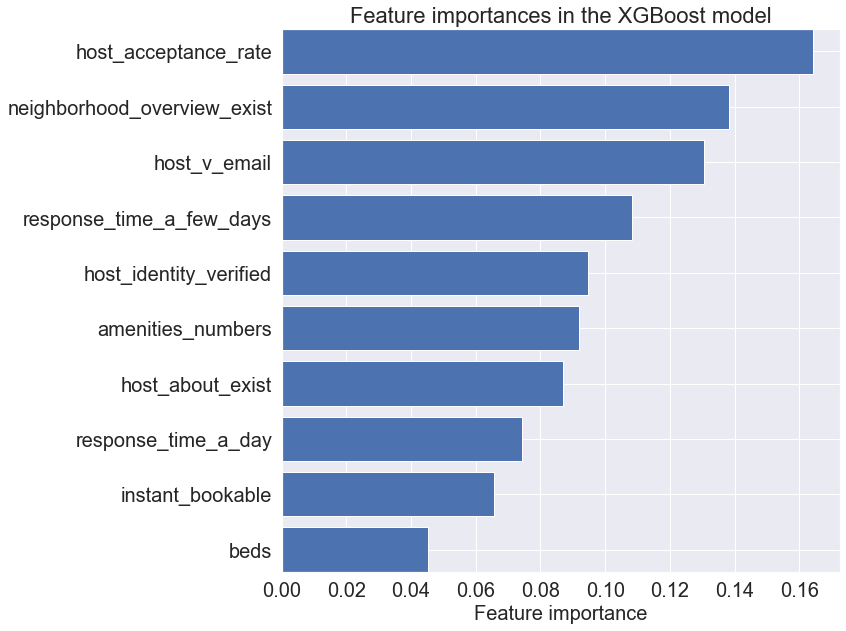 Feature importances in the XGBoost model
host_acceptance_rate
neighborhood_overview_exist
host_v_email
response_time_a_few_days
host_identity_verified
amenities_numbers
host_about_exist
response_time_a_day
instant_bookable
beds
0.00 0.02 0.04 0.06 0.08 0.10 0.12 0.14 0.16
Feature importance